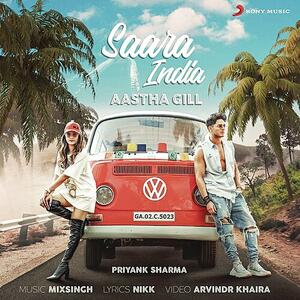 SONY MUSIC
Saara
India
AASTHA GILL
GA.02.C.5023
PRIYANK SHARMA
MUSIC MIXSINGH LYRICS NIKK VIDEO ARVINDR KHAIRA